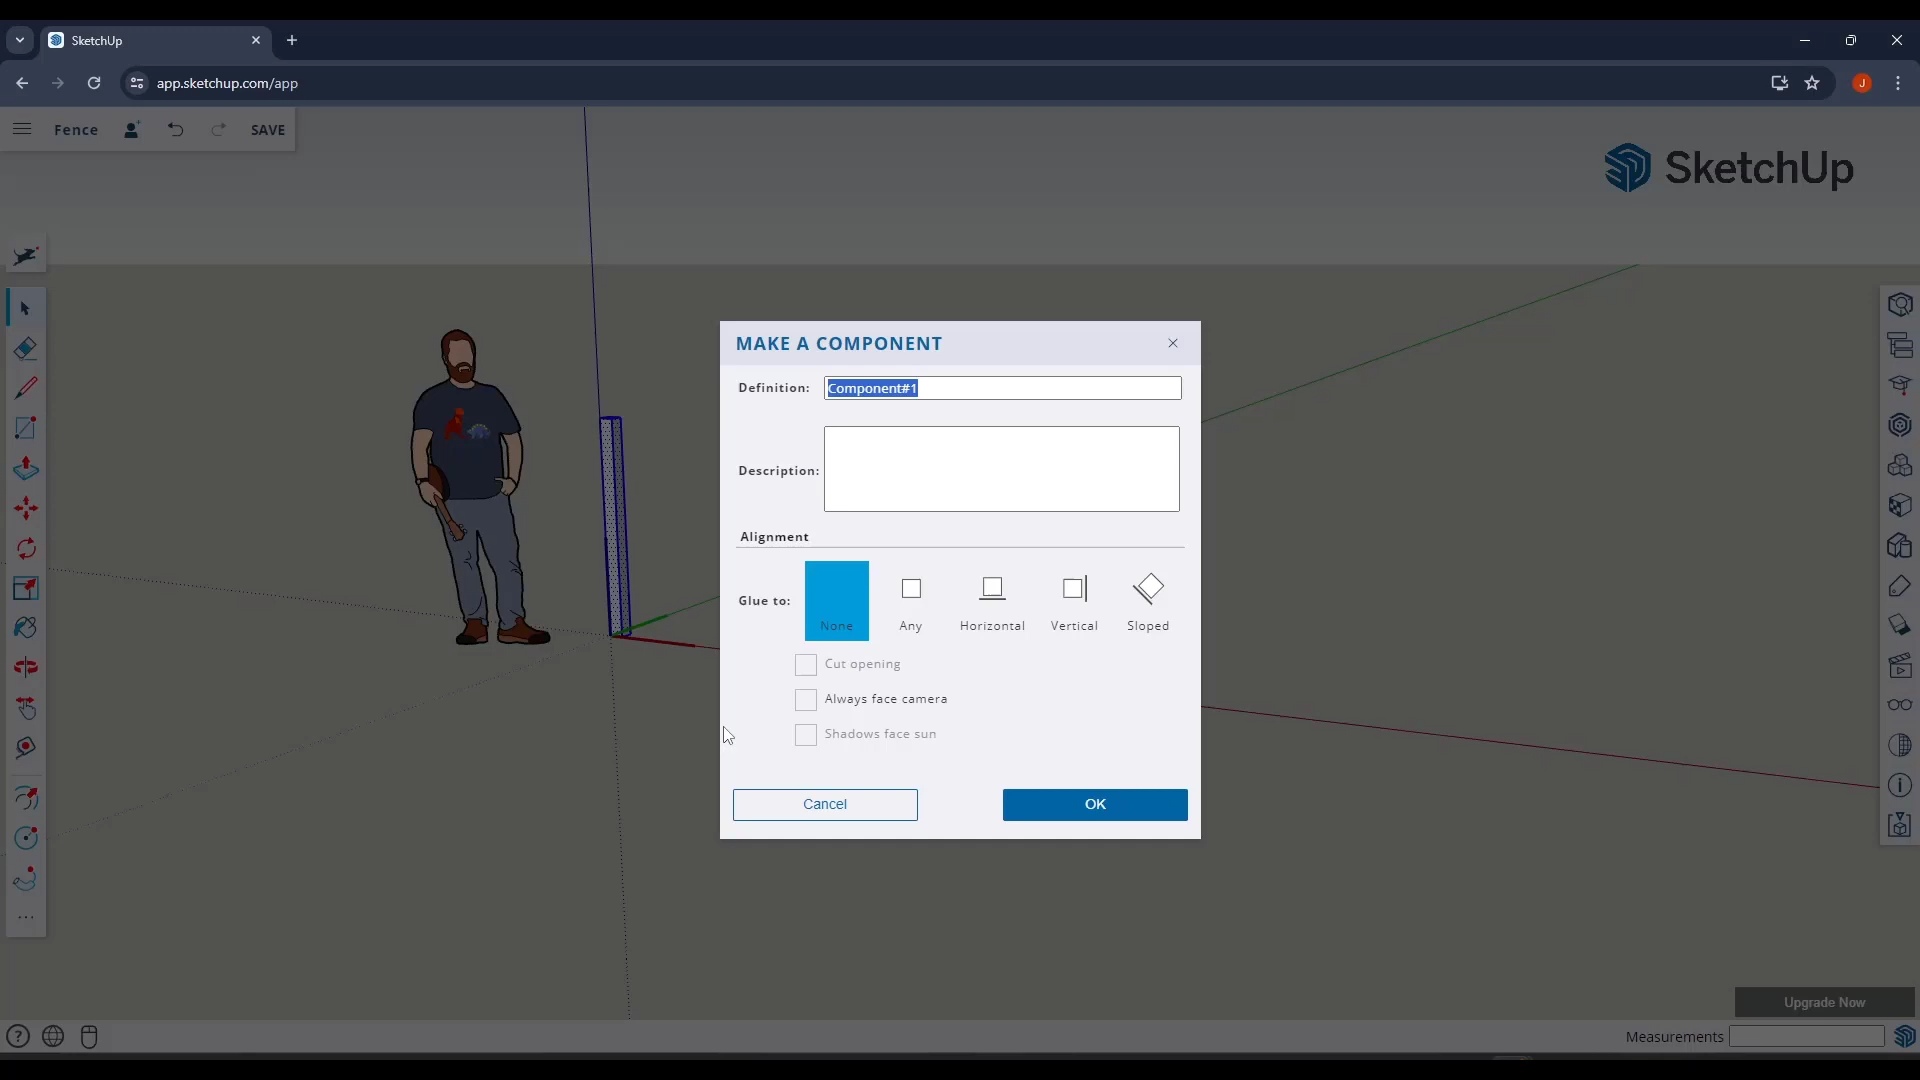 SketchUp
app.sketchup.com/app
J
Fence
SAVE
SketchUp
MAKE A COMPONENT
Definition:
Component#1
Description:
Alignment
Glue to:
None
Any
Horizontal
Vertical
Sloped
Cut opening
Always face camera
Shadows face sun
Cancel
OK
Upgrade Now
Measurements